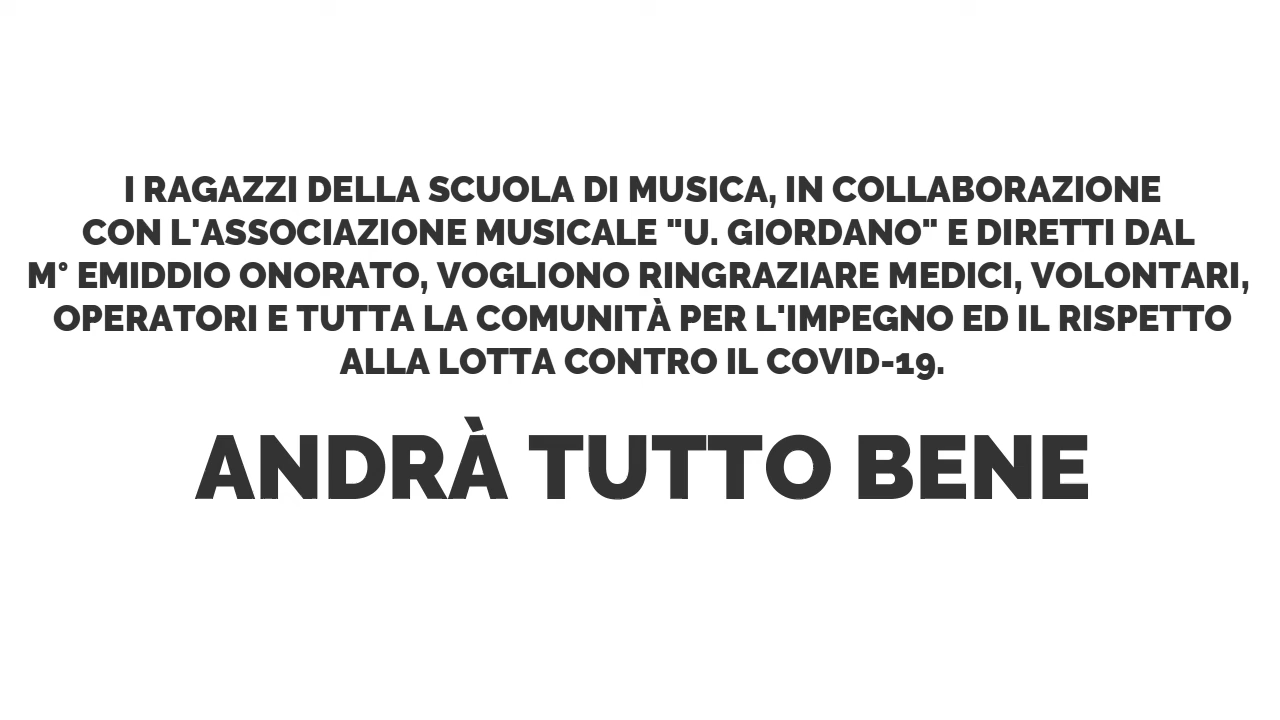 I RAGAZZI DELLA SCUOLA DI MUSICA, IN COLLABORAZIONE
CON L'ASSOCIAZIONE MUSICALE "U. GIORDANO" E DIRETTI DAL
M° EMIDDIO ONORATO, VOGLIONO RINGRAZIARE MEDICI, VOLONTARI,
OPERATORI E TUTTA LA COMUNITÀ PER L'IMPEGNO ED IL RISPETTO
ALLA LOTTA CONTRO IL COVID-19.
ANDRÀ TUTTO BENE